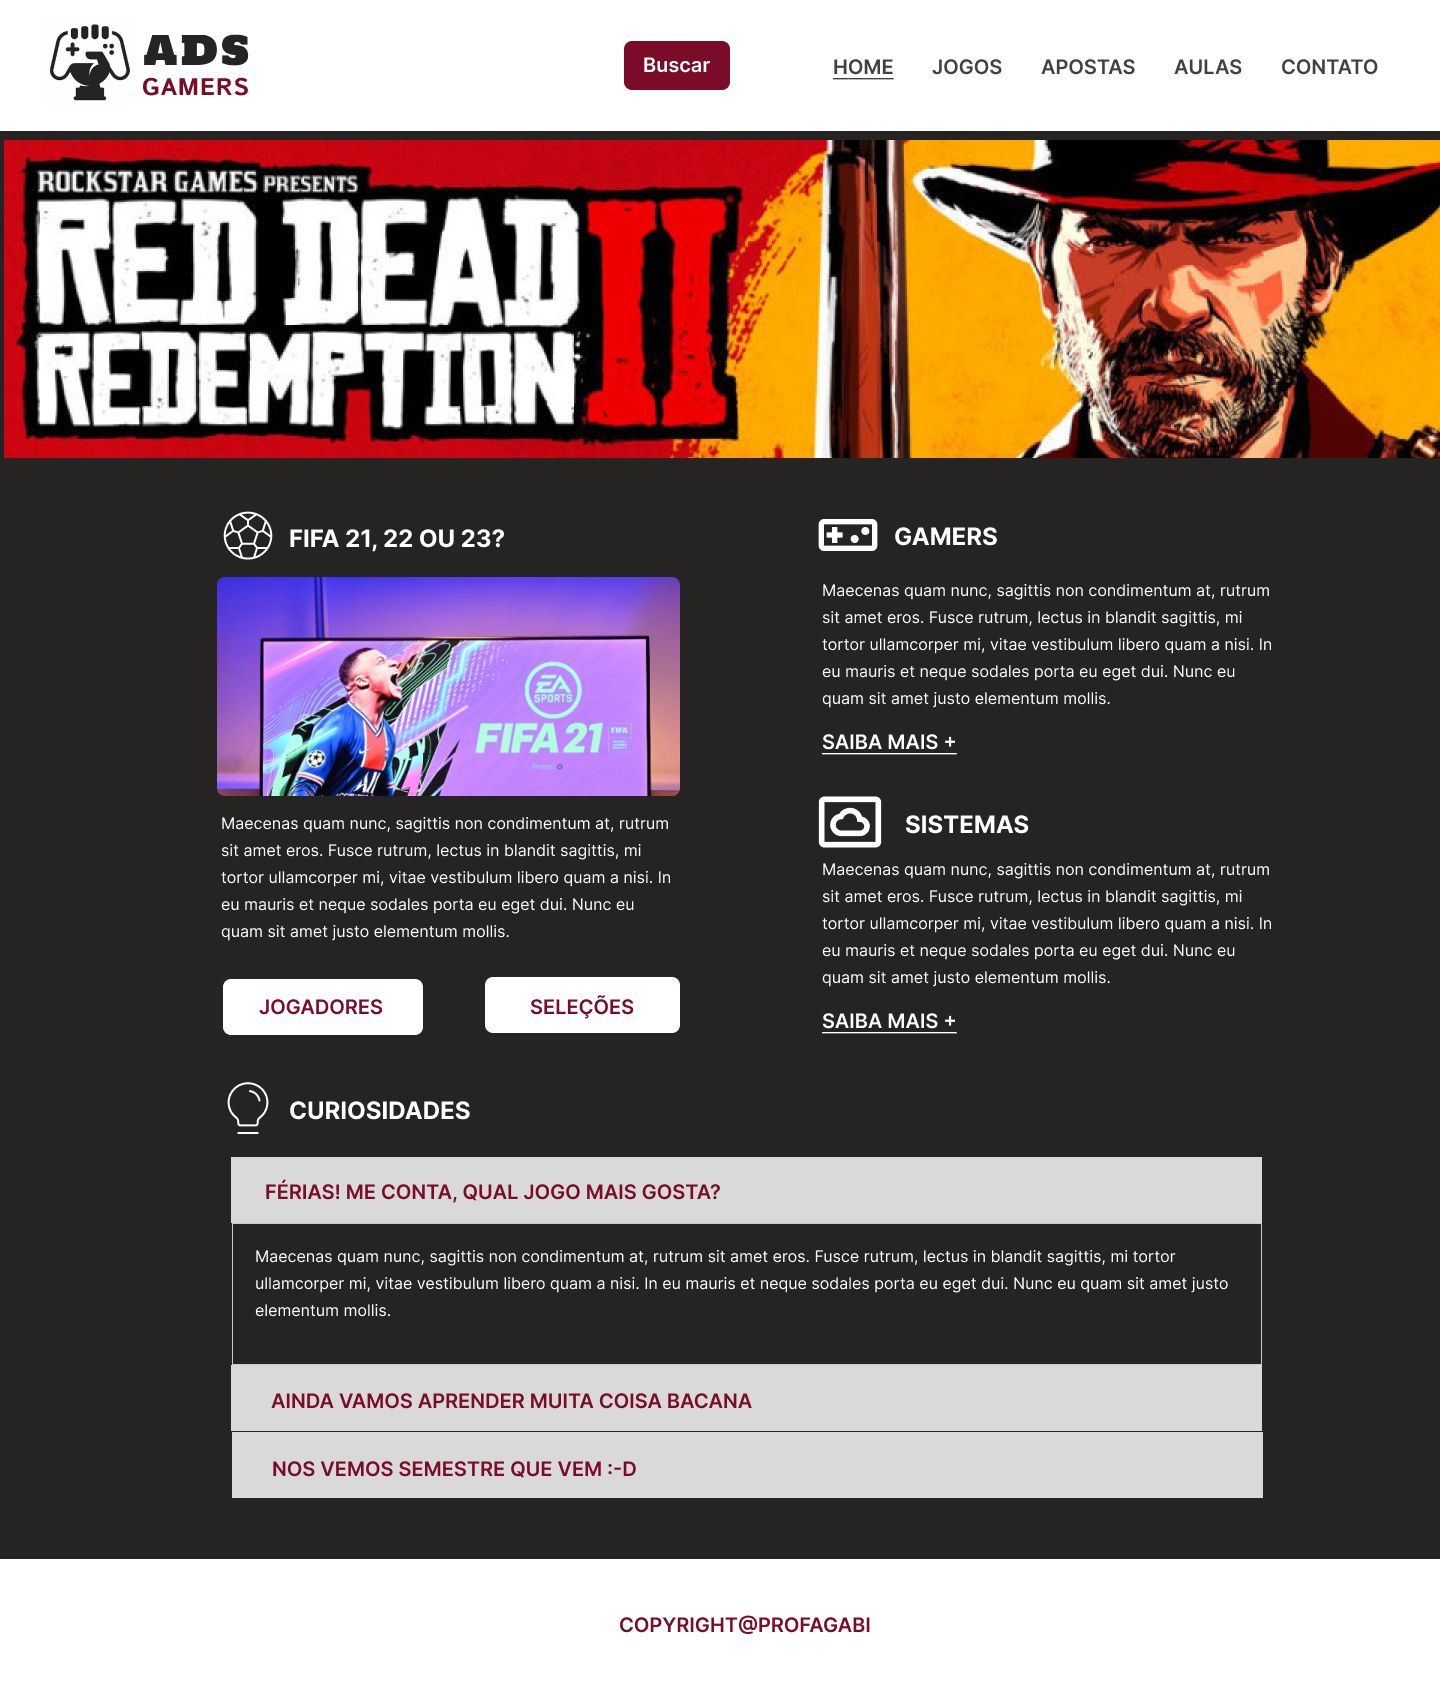 ADS
GAMERS
Buscar
HOME JOGOS APOSTAS AULAS CONTATO
ROCKSTAR GAMES PRESENTS
RED DEAD
REDEMPTION II
FIFA 21, 22 OU 23?
EA
SPORTS
FIFA 21
FIFA
Maecenas quam nunc, sagittis non condimentum at, rutrum
sit amet eros. Fusce rutrum, lectus in blandit sagittis, mi
tortor ullamcorper mi, vitae vestibulum libero quam a nisi. In
eu mauris et neque sodales porta eu eget dui. Nunc eu
quam sit amet justo elementum mollis.
JOGADORES
SELEÇÕES
GAMERS
Maecenas quam nunc, sagittis non condimentum at, rutrum
sit amet eros. Fusce rutrum, lectus in blandit sagittis, mi
tortor ullamcorper mi, vitae vestibulum libero quam a nisi. In
eu mauris et neque sodales porta eu eget dui. Nunc eu
quam sit amet justo elementum mollis.
SAIBA MAIS +
SISTEMAS
Maecenas quam nunc, sagittis non condimentum at, rutrum
sit amet eros. Fusce rutrum, lectus in blandit sagittis, mi
tortor ullamcorper mi, vitae vestibulum libero quam a nisi. In
eu mauris et neque sodales porta eu eget dui. Nunc eu
quam sit amet justo elementum mollis.
SAIBA MAIS +
CURIOSIDADES
FÉRIAS! ME CONTA, QUAL JOGO MAIS GOSTA?
Maecenas quam nunc, sagittis non condimentum at, rutrum sit amet eros. Fusce rutrum, lectus in blandit sagittis, mi tortor
ullamcorper mi, vitae vestibulum libero quam a nisi. In eu mauris et neque sodales porta eu eget dui. Nunc eu quam sit amet justo
elementum mollis.
AINDA VAMOS APRENDER MUITA COISA BACANA
NOS VEMOS SEMESTRE QUE VEM :-D
COPYRIGHT@PROFAGABI